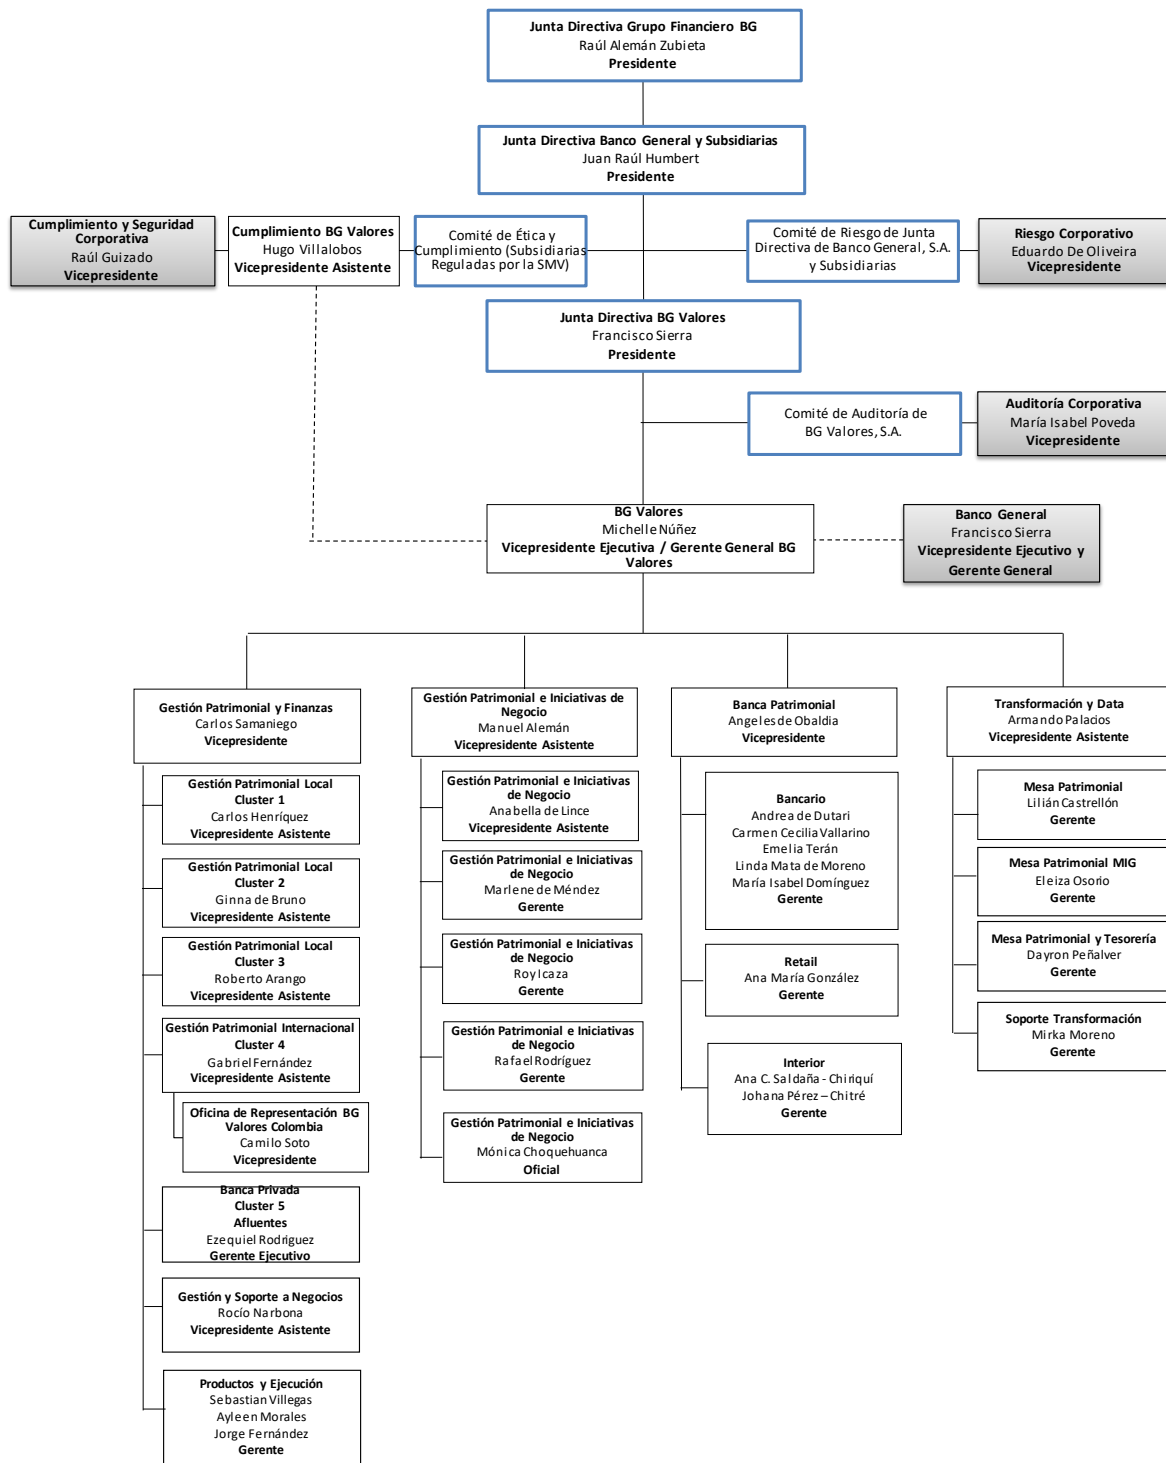 Junta Directiva Grupo Financiero BG
Raúl Alemán Zubieta
Presidente
Junta Directiva Banco General y Subsidiarias
Juan Raúl Humbert
Presidente
Cumplimiento y Seguridad
Corporativa
Raúl Guizado
Vicepresidente
Cumplimiento BG Valores
Hugo Villalobos
Vicepresidente Asistente
Comité de Ética y
Cumplimiento (Subsidiarias
Reguladas por la SMV)
Comité de Riesgo de Junta
Directiva de Banco General, S.A.
y Subsidiarias
Riesgo Corporativo
Eduardo De Oliveira
Vicepresidente
Junta Directiva BG Valores
Francisco Sierra
Presidente
Comité de Auditoría de
BG Valores, S.A.
Auditoría Corporativa
María Isabel Poveda
Vicepresidente
BG Valores
Michelle Núñez
Vicepresidente Ejecutiva / Gerente General BG
Valores
Banco General
Francisco Sierra
Vicepresidente Ejecutivo y
Gerente General
Gestión Patrimonial y Finanzas
Carlos Samaniego
Vicepresidente
Gestión Patrimonial Local
Cluster 1
Carlos Henríquez
Vicepresidente Asistente
Gestión Patrimonial Local
Cluster 2
Ginna de Bruno
Vicepresidente Asistente
Gestión Patrimonial Local
Cluster 3
Roberto Arango
Vicepresidente Asistente
Gestión Patrimonial Internacional
Cluster 4
Gabriel Fernández
Vicepresidente Asistente
Oficina de Representación BG
Valores Colombia
Camilo Soto
Vicepresidente
Banca Privada
Cluster 5
Afluentes
Ezequiel Rodriguez
Gerente Ejecutivo
Gestión y Soporte a Negocios
Rocío Narbona
Vicepresidente Asistente
Productos y Ejecución
Sebastian Villegas
Ayleen Morales
Jorge Fernández
Gerente
Gestión Patrimonial e Iniciativas de
Negocio
Manuel Alemán
Vicepresidente Asistente
Gestión Patrimonial e Iniciativas
de Negocio
Anabella de Lince
Vicepresidente Asistente
Gestión Patrimonial e Iniciativas
de Negocio
Marlene de Méndez
Gerente
Gestión Patrimonial e Iniciativas
de Negocio
Roy Icaza
Gerente
Gestión Patrimonial e Iniciativas
de Negocio
Rafael Rodríguez
Gerente
Gestión Patrimonial e Iniciativas
de Negocio
Mónica Choquehuanca
Oficial
Banca Patrimonial
Angeles de Obaldia
Vicepresidente
Bancario
Andrea de Dutari
Carmen Cecilia Vallarino
Emelia Terán
Linda Mata de Moreno
María Isabel Domínguez
Gerente
Retail
Ana María González
Gerente
Interior
Ana C. Saldaña - Chiriquí
Johana Pérez – Chitré
Gerente
Transformación y Data
Armando Palacios
Vicepresidente Asistente
Mesa Patrimonial
Lilián Castrellón
Gerente
Mesa Patrimonial MIG
Eleiza Osorio
Gerente
Mesa Patrimonial y Tesorería
Dayron Peñalver
Gerente
Soporte Transformación
Mirka Moreno
Gerente